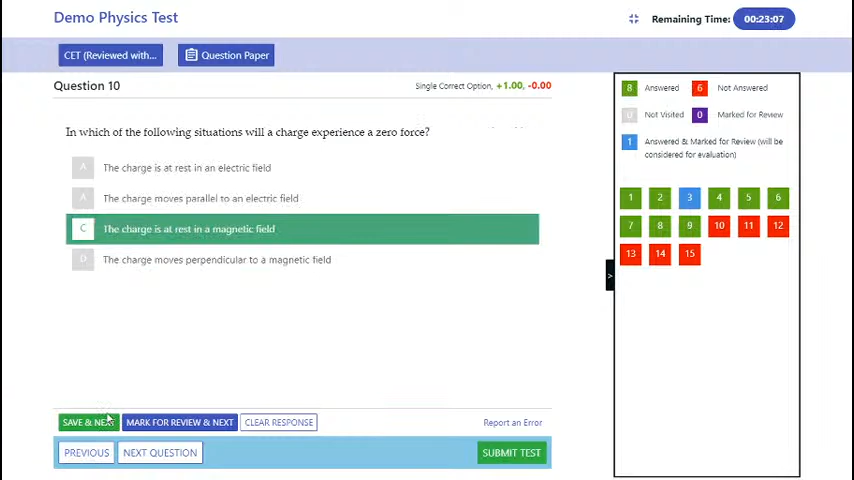 Demo Physics Test
Remaining Time: 00:23:07
CET (Reviewed with...
Question Paper
Question 10
Single Correct Option, +1.00, -0.00
In which of the following situations will a charge experience a zero force?
A The charge is at rest in an electric field
A The charge moves parallel to an electric field
C The charge is at rest in a magnetic field
D The charge moves perpendicular to a magnetic field
SAVE & NEXT
MARK FOR REVIEW & NEXT
CLEAR RESPONSE
Report an Error
PREVIOUS
NEXT QUESTION
SUBMIT TEST
8 Answered
6 Not Answered
0 Not Visited
0 Marked for Review
1 Answered & Marked for Review (will be
considered for evaluation)
1 2 3 4 5 6
7 8 9 10 11 12
13 14 15
>